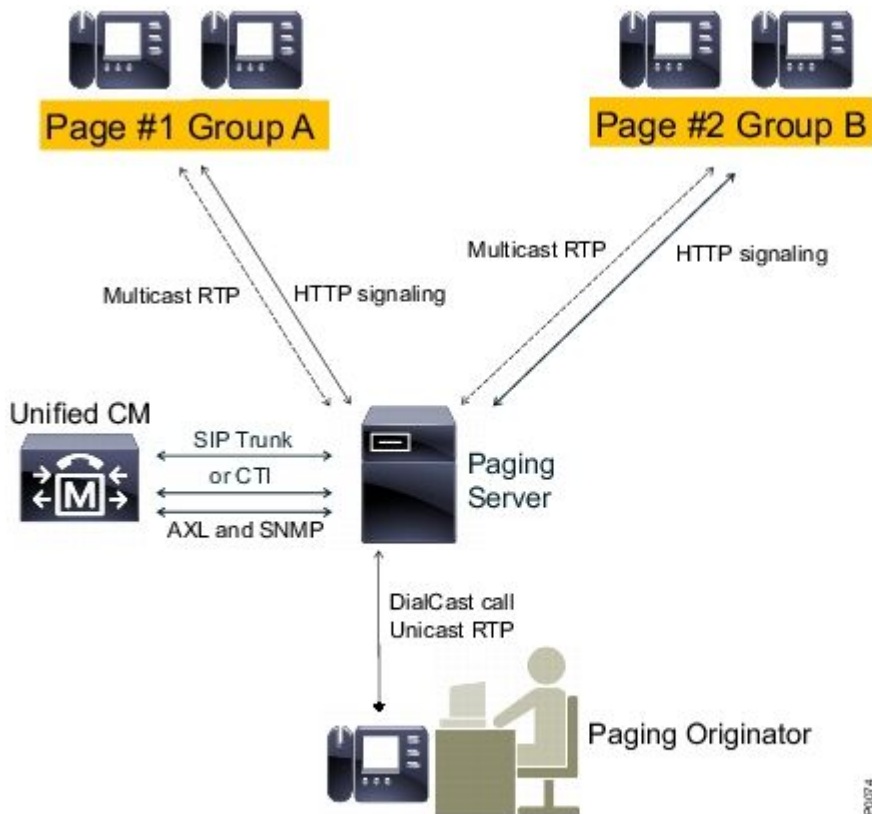 Page #1 Group A
Page #2 Group B
Multicast RTP
HTTP signaling
Multicast RTP
HTTP signaling
Unified CM
SIP Trunk
or CTI
AXL and SNMP
M
Paging
Server
DialCast call
Unicast RTP
Paging Originator